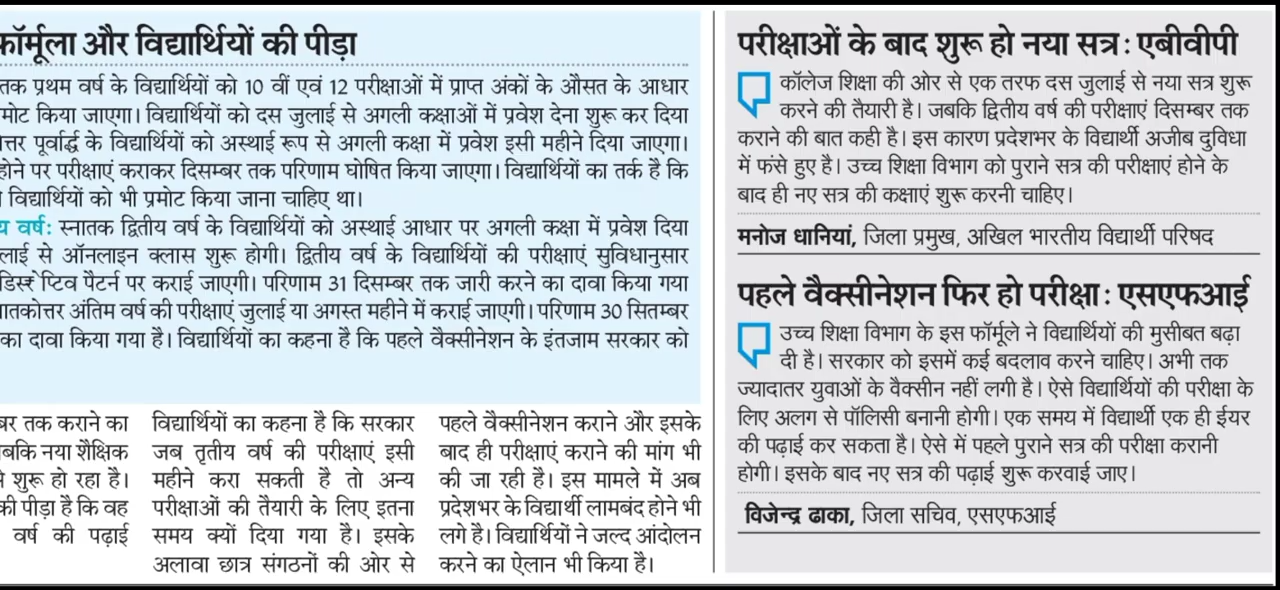 फॉर्मूला और विद्यार्थियों की पीड़ा
तक प्रथम वर्ष के विद्यार्थियों को 10 वीं एवं 12 परीक्षाओं में प्राप्त अंकों के औसत के आधार
मोट किया जाएगा। विद्यार्थियों को दस जुलाई से अगली कक्षाओं में प्रवेश देना शुरू कर दिया
त्तर पूर्वार्द्ध के विद्यार्थियों को अस्थाई रूप से अगली कक्षा में प्रवेश इसी महीने दिया जाएगा।
होने पर परीक्षाएं कराकर दिसम्बर तक परिणाम घोषित किया जाएगा। विद्यार्थियों का तर्क है कि
विद्यार्थियों को भी प्रमोट किया जाना चाहिए था।
य वर्ष: स्नातक द्वितीय वर्ष के विद्यार्थियों को अस्थाई आधार पर अगली कक्षा में प्रवेश दिया
लाई से ऑनलाइन क्लास शुरू होगी। द्वितीय वर्ष के विद्यार्थियों की परीक्षाएं सुविधानुसार
डिस्क्रेप्टिव पैटर्न पर कराई जाएगी। परिणाम 31 दिसम्बर तक जारी करने का दावा किया गया
ातकोत्तर अंतिम वर्ष की परीक्षाएं जुलाई या अगस्त महीने में कराई जाएगी। परिणाम 30 सितम्बर
का दावा किया गया है। विद्यार्थियों का कहना है कि पहले वैक्सीनेशन के इंतजाम सरकार को
बर तक कराने का
बकि नया शैक्षिक
शुरू हो रहा है।
की पीड़ा है कि वह
वर्ष की पढ़ाई
विद्यार्थियों का कहना है कि सरकार
जब तृतीय वर्ष की परीक्षाएं इसी
महीने करा सकती है तो अन्य
परीक्षाओं की तैयारी के लिए इतना
समय क्यों दिया गया है। इसके
अलावा छात्र संगठनों की ओर से
पहले वैक्सीनेशन कराने और इसके
बाद ही परीक्षाएं कराने की मांग भी
की जा रही है। इस मामले में अब
प्रदेशभर के विद्यार्थी लामबंद होने भी
लगे है। विद्यार्थियों ने जल्द आंदोलन
करने का ऐलान भी किया है।
परीक्षाओं के बाद शुरू हो नया सत्र : एबीवीपी
कॉलेज शिक्षा की ओर से एक तरफ दस जुलाई से नया सत्र शुरू
करने की तैयारी है। जबकि द्वितीय वर्ष की परीक्षाएं दिसम्बर तक
कराने की बात कही है। इस कारण प्रदेशभर के विद्यार्थी अजीब दुविधा
में फंसे हुए है। उच्च शिक्षा विभाग को पुराने सत्र की परीक्षाएं होने के
बाद ही नए सत्र की कक्षाएं शुरू करनी चाहिए।
मनोज धानियां, जिला प्रमुख, अखिल भारतीय विद्यार्थी परिषद
पहले वैक्सीनेशन फिर हो परीक्षा : एसएफआई
उच्च शिक्षा विभाग के इस फॉर्मूले ने विद्यार्थियों की मुसीबत बढ़ा
दी है। सरकार को इसमें कई बदलाव करने चाहिए। अभी तक
ज्यादातर युवाओं के वैक्सीन नहीं लगी है। ऐसे विद्यार्थियों की परीक्षा के
लिए अलग से पॉलिसी बनानी होगी। एक समय में विद्यार्थी एक ही ईयर
की पढ़ाई कर सकता है। ऐसे में पहले पुराने सत्र की परीक्षा करानी
होगी। इसके बाद नए सत्र की पढ़ाई शुरू करवाई जाए।
विजेन्द्र ढाका, जिला सचिव, एसएफआई